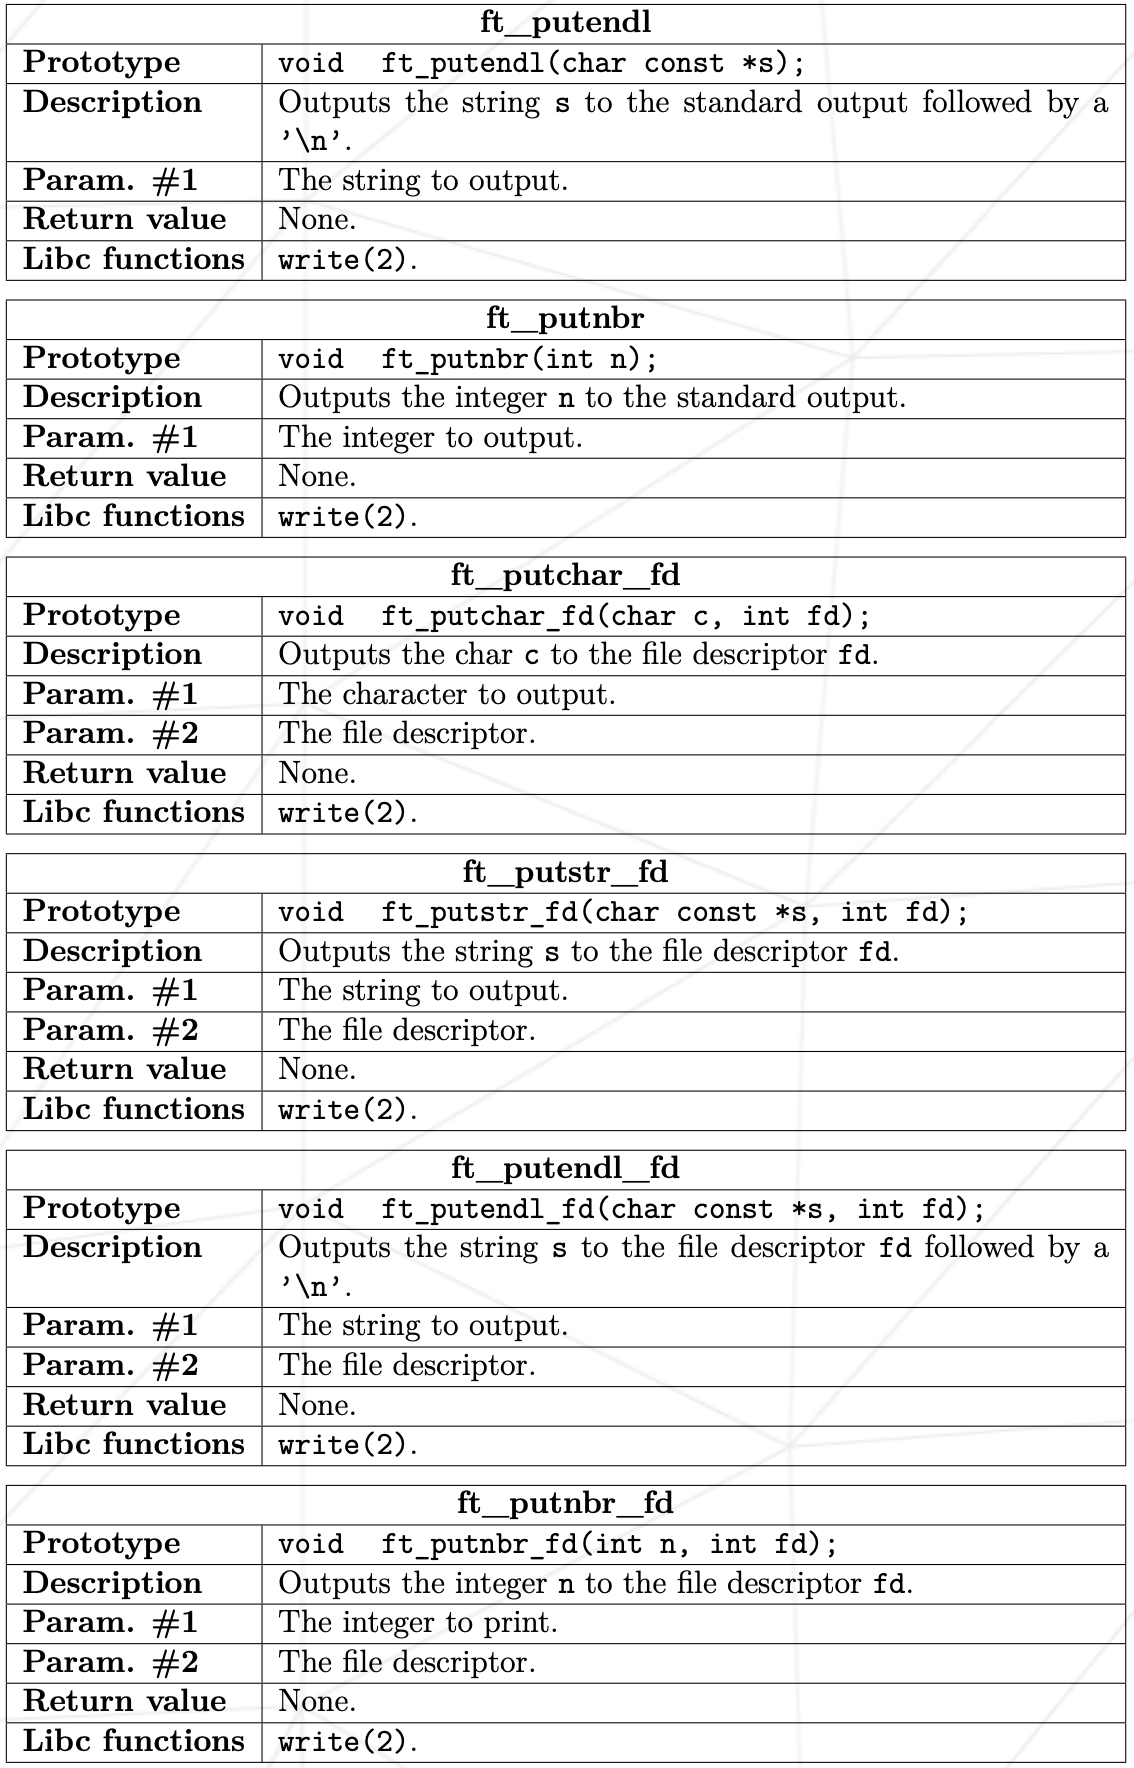 ft_putendl
Prototype void ft_putendl(char const *s);
Description Outputs the string s to the standard output followed by a
’\n’.
Param. #1 The string to output.
Return value None.
Libc functions write(2).
ft_putnbr
Prototype void ft_putnbr(int n);
Description Outputs the integer n to the standard output.
Param. #1 The integer to output.
Return value None.
Libc functions write(2).
ft_putchar_fd
Prototype void ft_putchar_fd(char c, int fd);
Description Outputs the char c to the file descriptor fd.
Param. #1 The character to output.
Param. #2 The file descriptor.
Return value None.
Libc functions write(2).
ft_putstr_fd
Prototype void ft_putstr_fd(char const *s, int fd);
Description Outputs the string s to the file descriptor fd.
Param. #1 The string to output.
Param. #2 The file descriptor.
Return value None.
Libc functions write(2).
ft_putendl_fd
Prototype void ft_putendl_fd(char const *s, int fd);
Description Outputs the string s to the file descriptor fd followed by a
’\n’.
Param. #1 The string to output.
Param. #2 The file descriptor.
Return value None.
Libc functions write(2).
ft_putnbr_fd
Prototype void ft_putnbr_fd(int n, int fd);
Description Outputs the integer n to the file descriptor fd.
Param. #1 The integer to print.
Param. #2 The file descriptor.
Return value None.
Libc functions write(2).